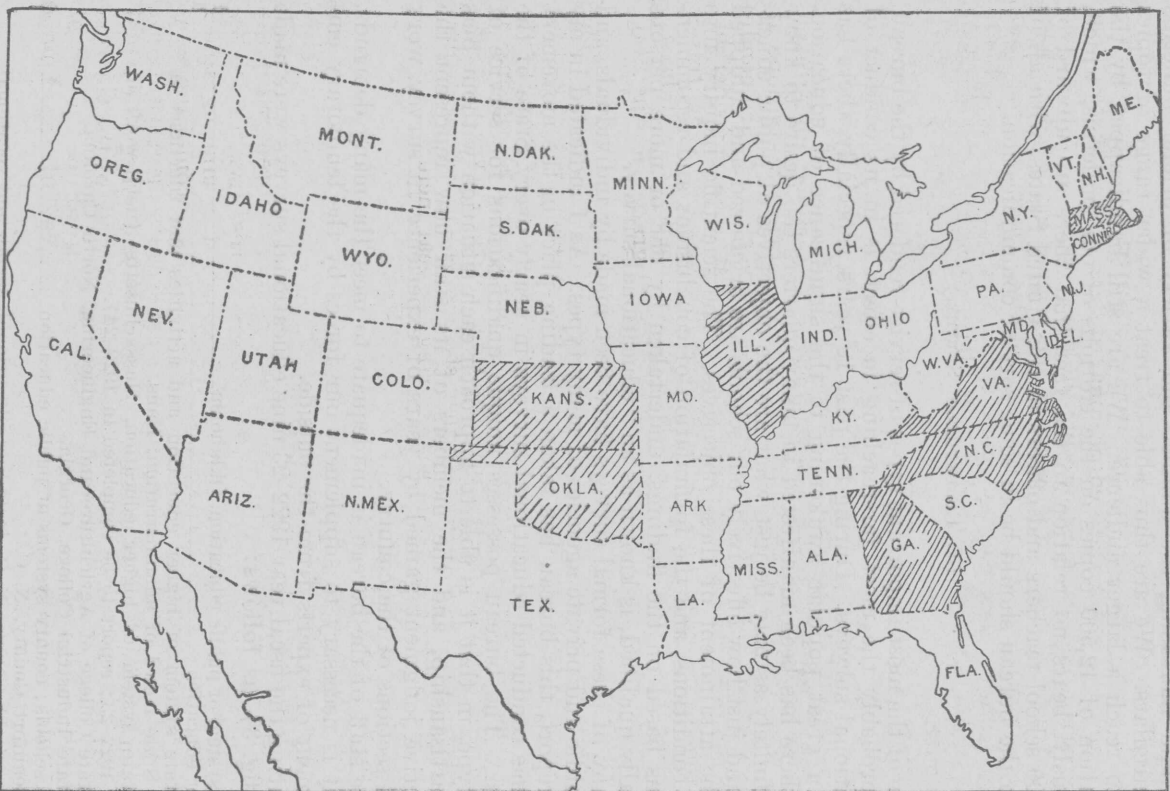 WASH.
OREG.
IDAHO
MONT.
N.DAK.
S.DAK.
MINN.
WIS.
MICH.
ME.
VT.
N.H.
N.Y.
MASS.
CONN.
R.I.
N.J.
PA.
OHIO
IND.
ILL.
IOWA
NEB.
WYO.
NEV.
CAL.
UTAH
COLO.
KANS.
MO.
KY.
W.VA.
MD.
DEL.
VA.
N.C.
TENN.
S.C.
GA.
ALA.
MISS.
ARK
LA.
OKLA.
TEX.
N.MEX.
ARIZ.
FLA.